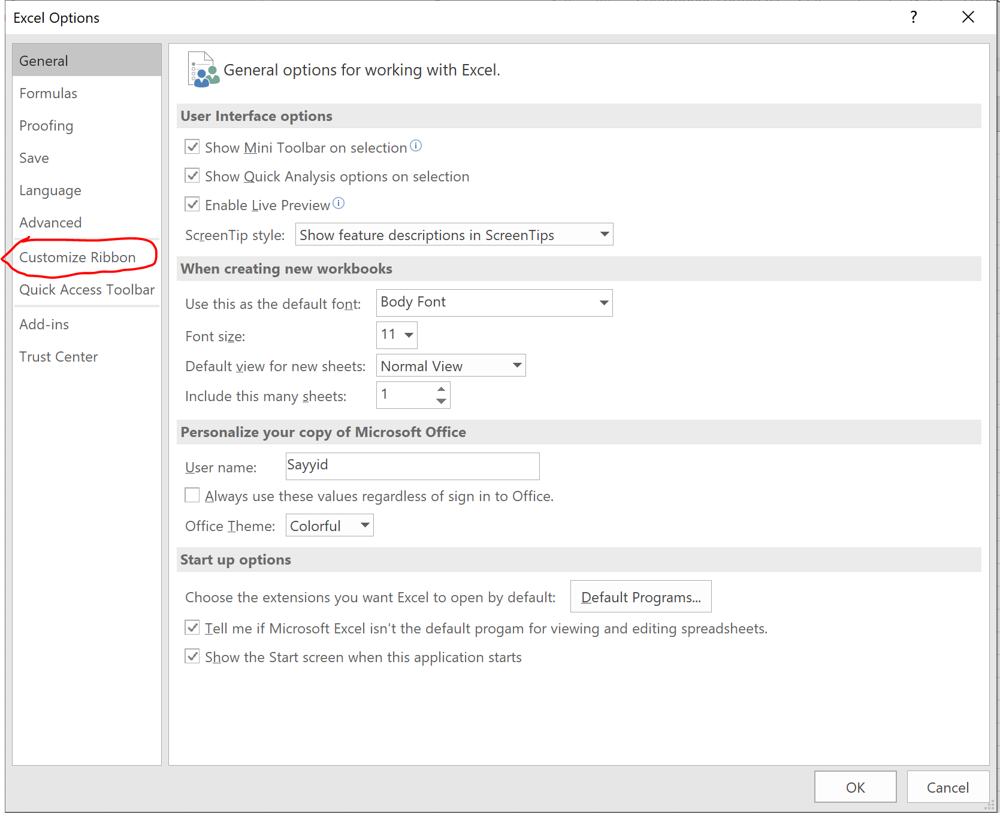 Excel Options
?
General
Formulas
Proofing
Save
Language
Advanced
Customize Ribbon
Quick Access Toolbar
Add-ins
Trust Center
General options for working with Excel.
User Interface options
Show Mini Toolbar on selection
Show Quick Analysis options on selection
Enable Live Preview
ScreenTip style: Show feature descriptions in ScreenTips
When creating new workbooks
Use this as the default font: Body Font
Font size: 11
Default view for new sheets: Normal View
Include this many sheets: 1
Personalize your copy of Microsoft Office
User name: Sayyid
Always use these values regardless of sign in to Office.
Office Theme: Colorful
Start up options
Choose the extensions you want Excel to open by default: Default Programs...
Tell me if Microsoft Excel isn't the default progam for viewing and editing spreadsheets.
Show the Start screen when this application starts
OK Cancel